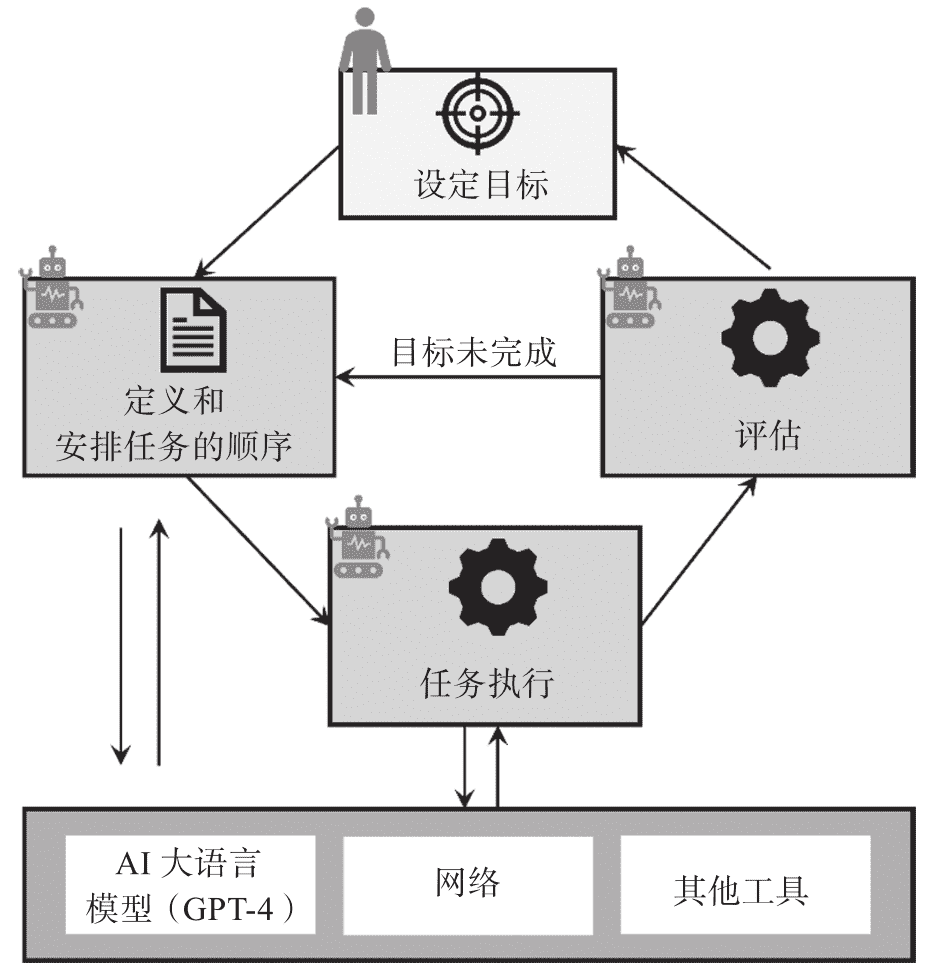 设定目标
目标未完成
定义和
安排任务的顺序
评估
任务执行
AI 大语言
模型（GPT-4）
网络
其他工具